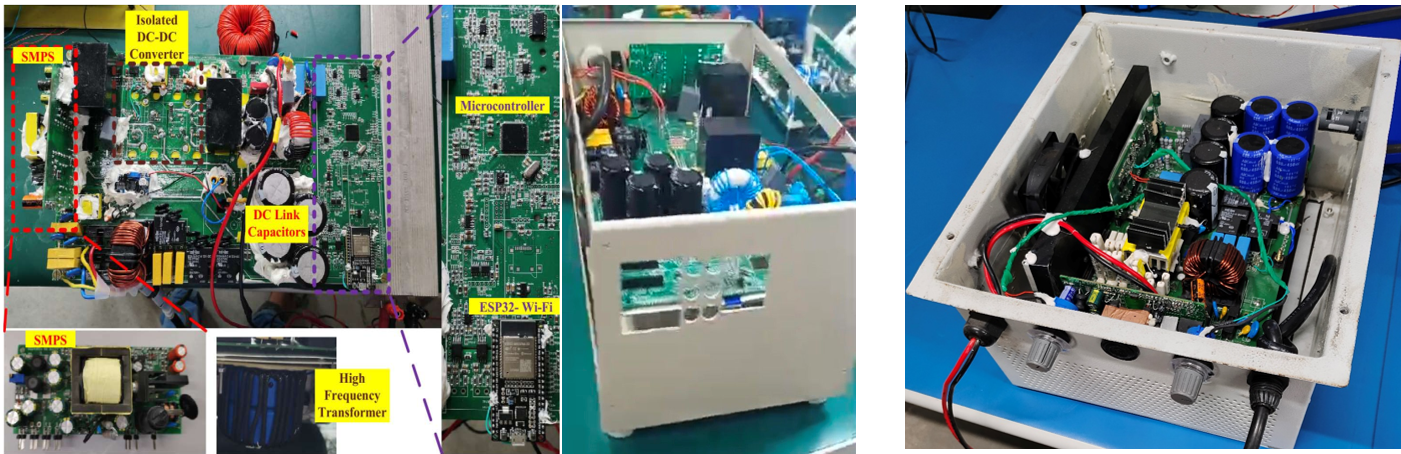 Isolated
DC-DC
Converter
SMPS
Microcontroller
DC Link
Capacitors
ESP32- Wi-Fi
SMPS
High
Frequency
Transformer